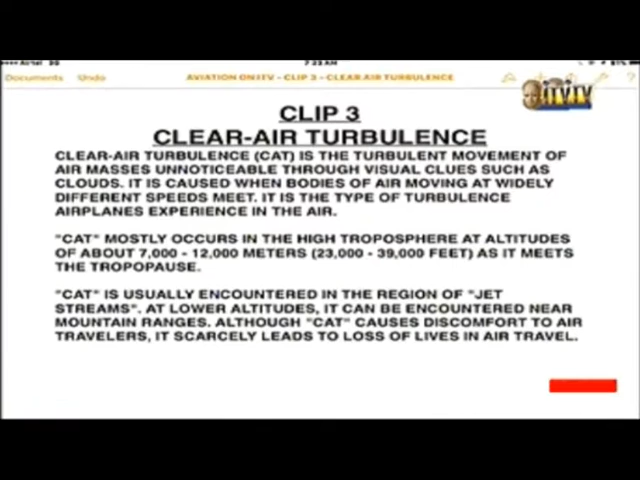 Airtel 3G 7:23 AM
Documents Undo AVIATION ON ITV - CLIP 3 - CLEAR AIR TURBULENCE ?
ITV
CLIP 3
CLEAR-AIR TURBULENCE
CLEAR-AIR TURBULENCE (CAT) IS THE TURBULENT MOVEMENT OF
AIR MASSES UNNOTICEABLE THROUGH VISUAL CLUES SUCH AS
CLOUDS. IT IS CAUSED WHEN BODIES OF AIR MOVING AT WIDELY
DIFFERENT SPEEDS MEET. IT IS THE TYPE OF TURBULENCE
AIRPLANES EXPERIENCE IN THE AIR.
"CAT" MOSTLY OCCURS IN THE HIGH TROPOSPHERE AT ALTITUDES
OF ABOUT 7,000 - 12,000 METERS (23,000 - 39,000 FEET) AS IT MEETS
THE TROPOPAUSE.
"CAT" IS USUALLY ENCOUNTERED IN THE REGION OF "JET
STREAMS". AT LOWER ALTITUDES, IT CAN BE ENCOUNTERED NEAR
MOUNTAIN RANGES. ALTHOUGH "CAT" CAUSES DISCOMFORT TO AIR
TRAVELERS, IT SCARCELY LEADS TO LOSS OF LIVES IN AIR TRAVEL.